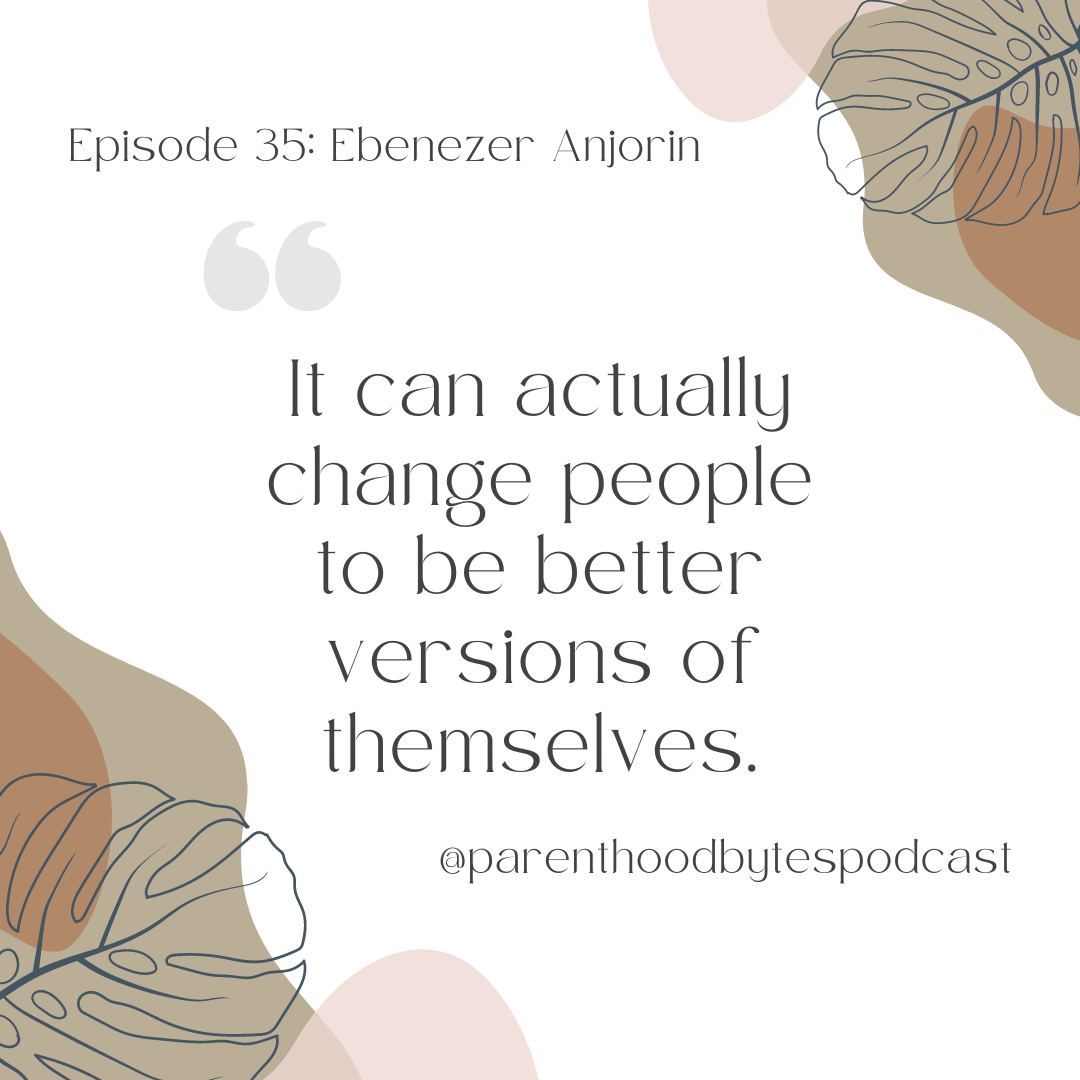 Episode 35: Ebenezer Anjorin
“
It can actually
change people
to be better
versions of
themselves.
@parenthoodbytespodcast